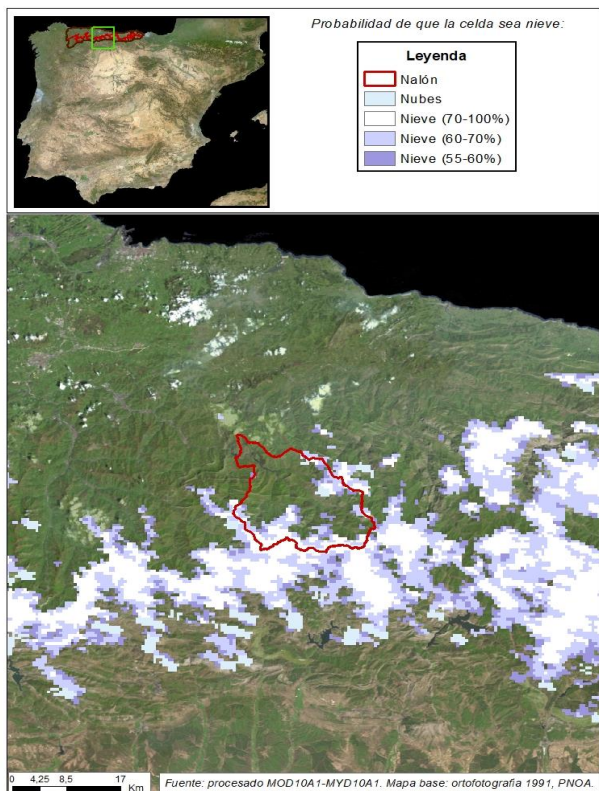 Probabilidad de que la celda sea nieve:
Leyenda
Nalón
Nubes
Nieve (70-100%)
Nieve (60-70%)
Nieve (55-60%)
0 4,25 8,5 17
Km
Fuente: procesado MOD10A1-MYD10A1. Mapa base: ortofotografia 1991, PNOA.